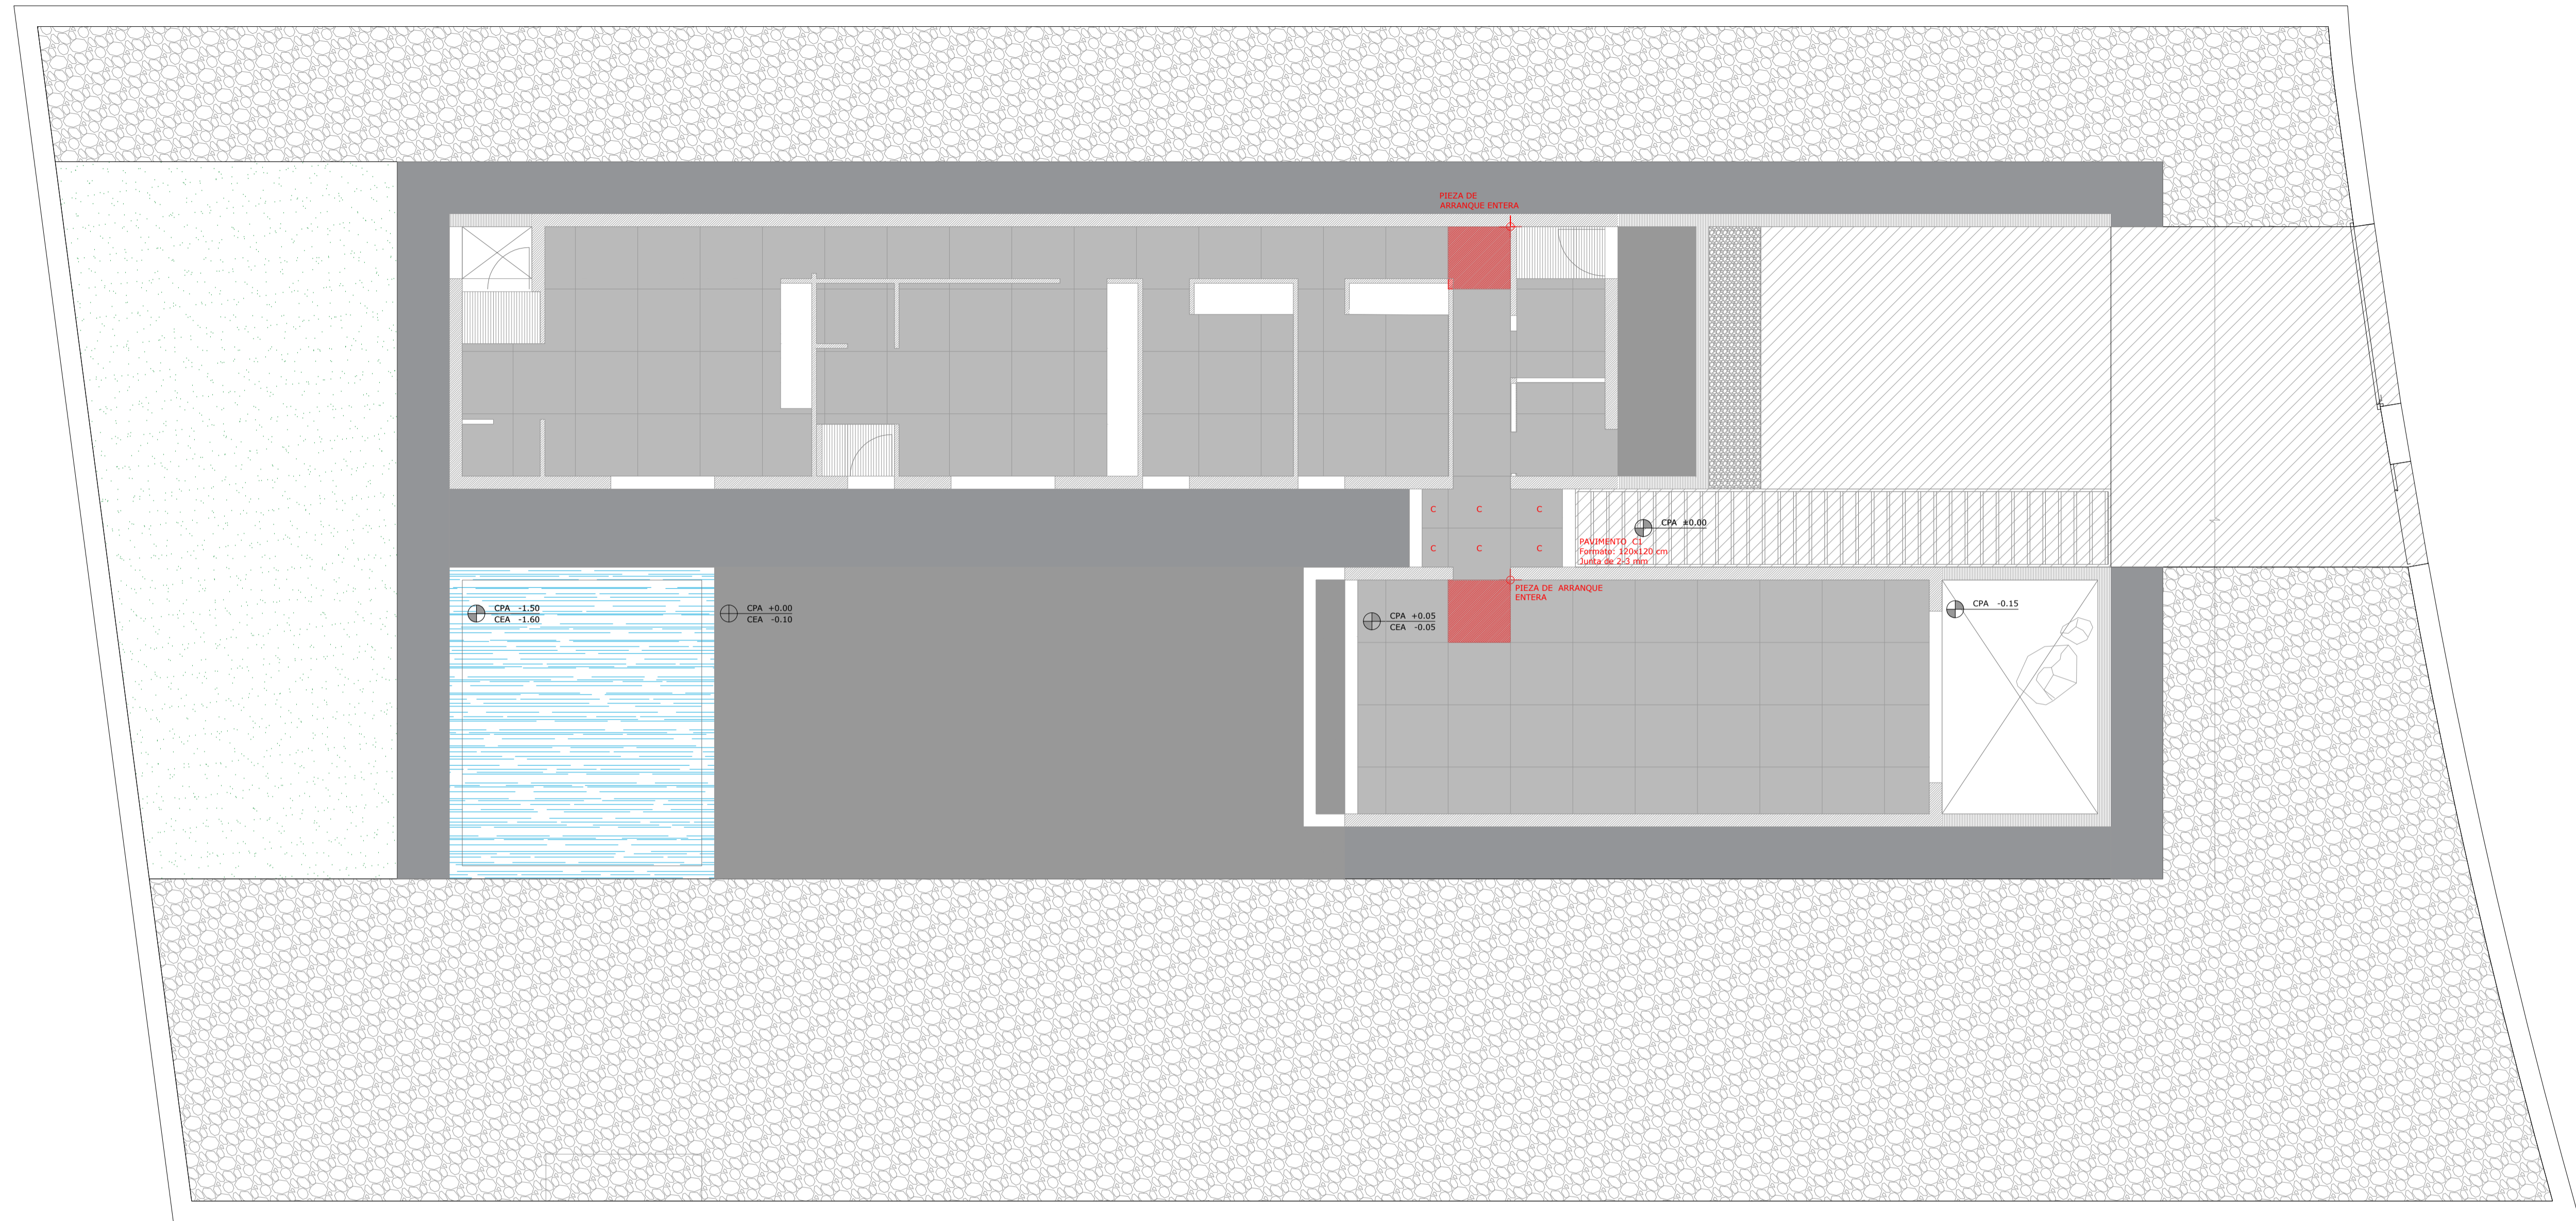 PIEZA DE
ARRANQUE ENTERA
C C C
CPA ±0.00
C C C
PAVIMENTO C1
Formato: 120x120 cm
Junta de 2-3 mm
PIEZA DE ARRANQUE
ENTERA
CPA -1.50
CEA -1.60
CPA +0.00
CEA -0.10
CPA +0.05
CEA -0.05
CPA -0.15